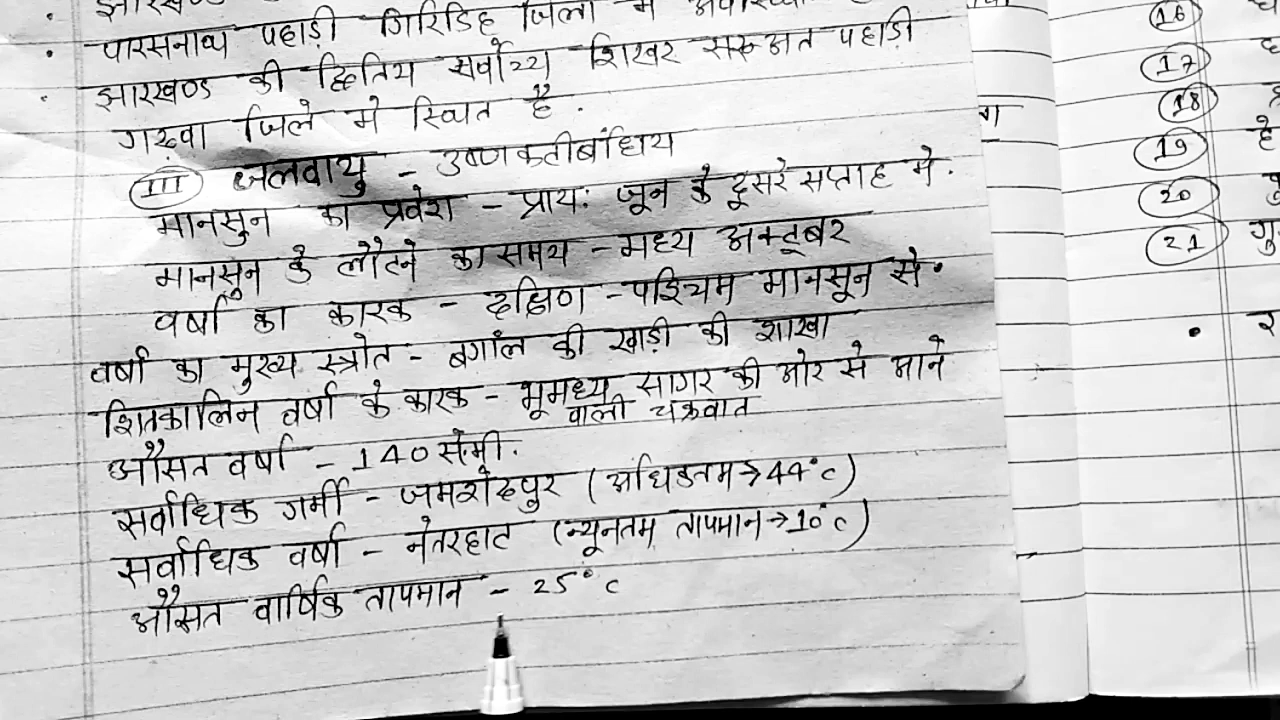 पारसनाथ पहाड़ी गिरिडिह जिला में
झारखण्ड की द्वितिय सर्वोच्य शिखर सरूअत पहाड़ी
गढ़वा जिले मे स्थित है.
III जलवायु - उष्णकतीबंधिय
मानसुन का प्रवेश - प्रायः जून के दूसरे सप्ताह मे.
मानसुन के लौटने का समय - मध्य अक्टूबर
वर्षा का कारक - दक्षिण - पश्चिम मानसून से.
वर्षा का मुख्य स्त्रोत - बगांल की खाड़ी की शाखा
शितकालिन वर्षा के कारक - भूमध्य सागर की ओर से आने
वाली चक्रवात
औसत वर्षा - 140 से.मी.
सर्वाधिक गर्मी - जमशेदपुर (अधिकतम → 44°c)
सर्वाधिक वर्षा - नेतरहाट (न्यूनतम तापमान → 10°c)
औसत वार्षिक तापमान - 25°c
16
17
18
19 हे
20
21 गु